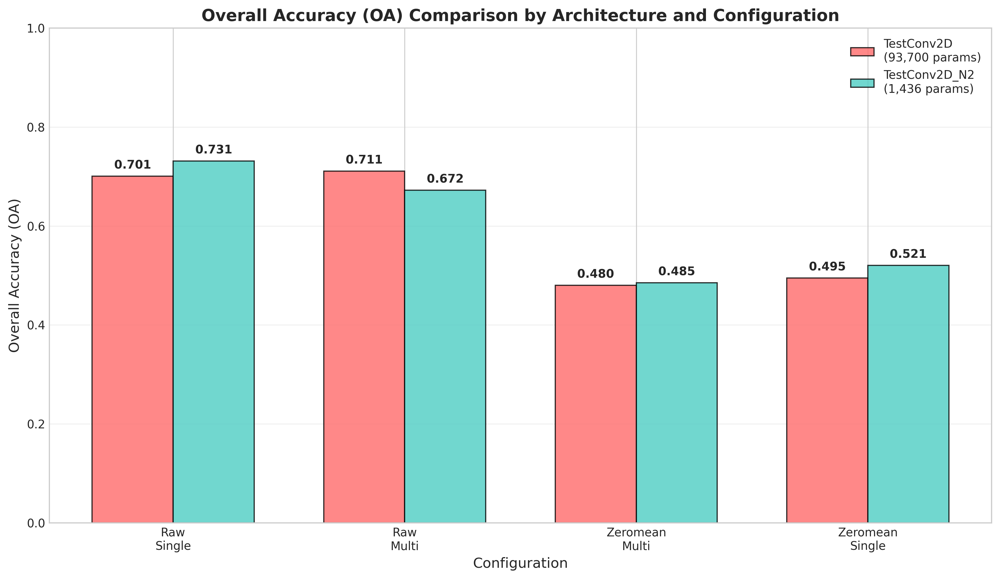 Overall Accuracy (OA) Comparison by Architecture and Configuration
1.0
0.8
0.6
0.4
0.2
0.0
Overall Accuracy (OA)
TestConv2D
(93,700 params)
TestConv2D_N2
(1,436 params)
0.701
0.731
0.711
0.672
0.480
0.485
0.495
0.521
Raw
Single
Raw
Multi
Zeromean
Multi
Zeromean
Single
Configuration